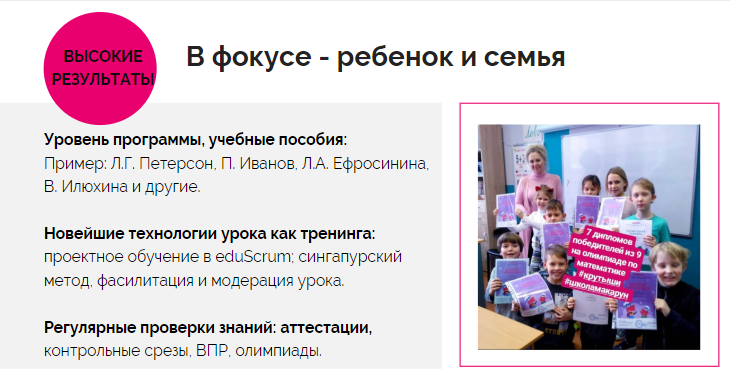 ВЫСОКИЕ
РЕЗУЛЬТАТЫ
В фокусе - ребенок и семья
Уровень программы, учебные пособия:
Пример: Л.Г. Петерсон, П. Иванов, Л.А. Ефросинина,
В. Илюхина и другие.
Новейшие технологии урока как тренинга:
проектное обучение в eduScrum; сингапурский
метод, фасилитация и модерация урока.
Регулярные проверки знаний: аттестации,
контрольные срезы, ВПР, олимпиады.
7 дипломов
победителей из 9
на олимпиаде по
математике
#крутыши
#школамакарун